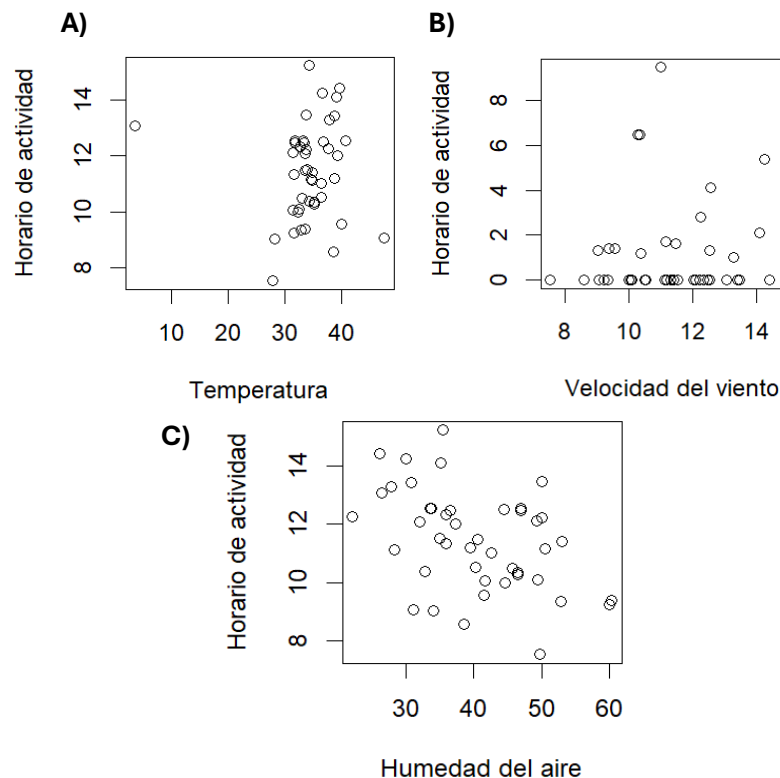 A)
Horario de actividad
14
12
10
8
10 20 30 40
Temperatura
B)
Horario de actividad
8
6
4
2
0
8 10 12 14
Velocidad del viento
C)
Horario de actividad
14
12
10
8
30 40 50 60
Humedad del aire